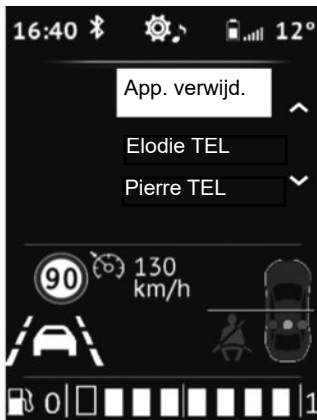 16:40 12°
App. verwijd.
Elodie TEL
Pierre TEL
90 130
km/h
0 1